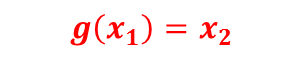 g(x₁) = x₂